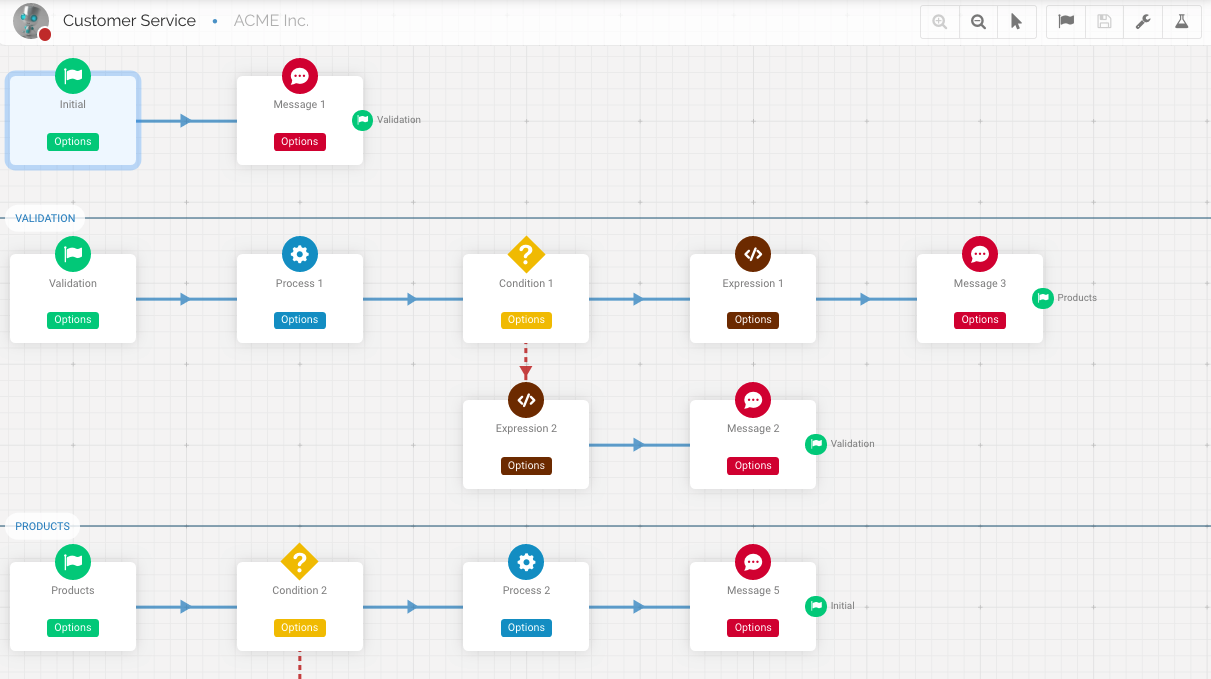 Customer Service • ACME Inc.
Initial
Options
Message 1
Options
Validation
VALIDATION
Validation
Options
Process 1
Options
Condition 1
Options
Expression 1
Options
Message 3
Options
Products
Expression 2
Options
Message 2
Options
Validation
PRODUCTS
Products
Options
Condition 2
Options
Process 2
Options
Message 5
Options
Initial